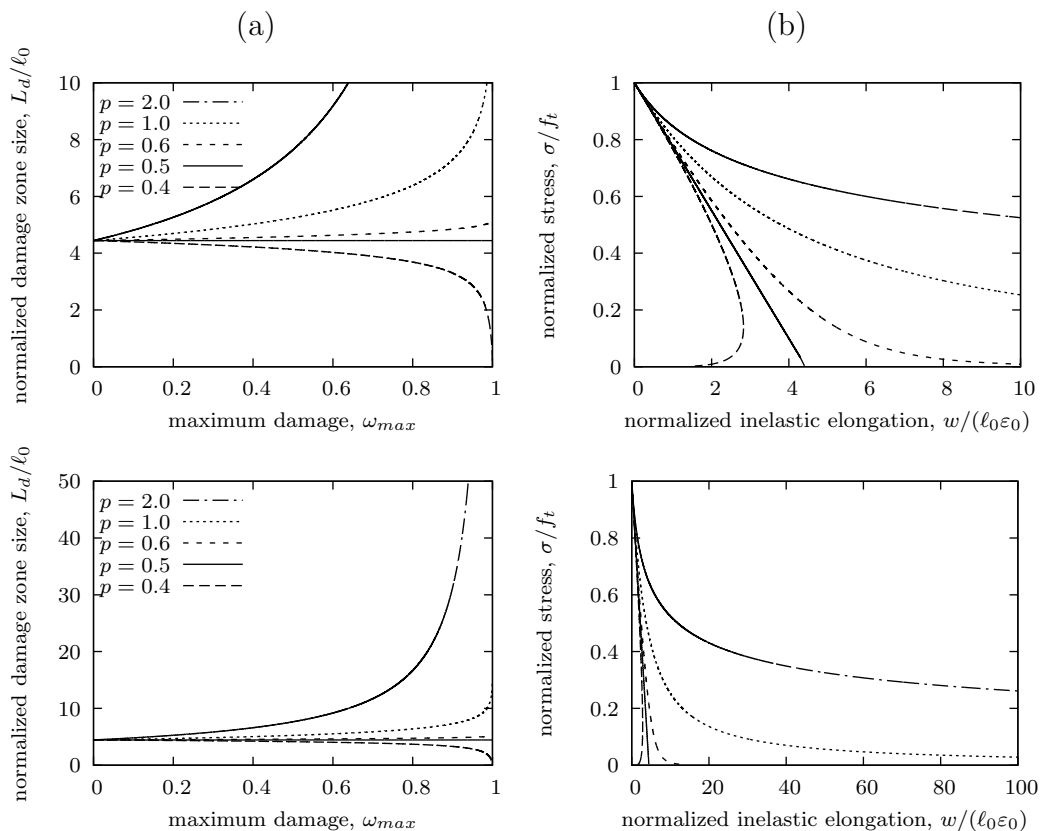 (a)
(b)
normalized damage zone size, L_d/ℓ_0
10
8
6
4
2
0
p = 2.0
p = 1.0
p = 0.6
p = 0.5
p = 0.4
0 0.2 0.4 0.6 0.8 1
maximum damage, ω_max
normalized stress, σ/f_t
1
0.8
0.6
0.4
0.2
0
0 2 4 6 8 10
normalized inelastic elongation, w/(ℓ_0ε_0)
normalized damage zone size, L_d/ℓ_0
50
40
30
20
10
0
p = 2.0
p = 1.0
p = 0.6
p = 0.5
p = 0.4
0 0.2 0.4 0.6 0.8 1
maximum damage, ω_max
normalized stress, σ/f_t
1
0.8
0.6
0.4
0.2
0
0 20 40 60 80 100
normalized inelastic elongation, w/(ℓ_0ε_0)